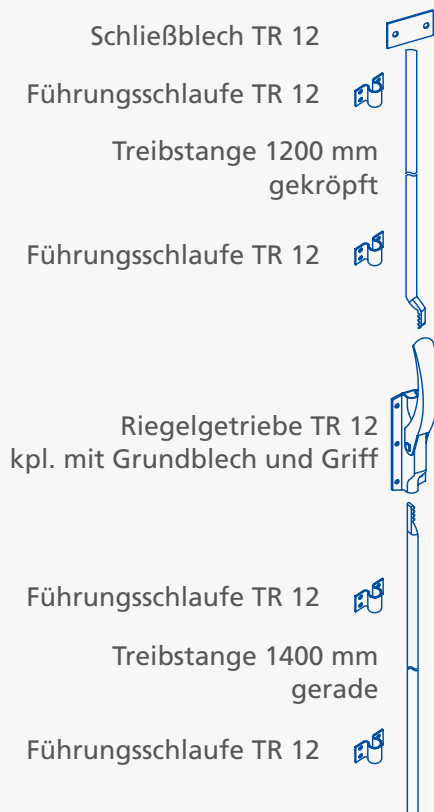 Schließblech TR 12
Führungsschlaufe TR 12
Treibstange 1200 mm
gekröpft
Führungsschlaufe TR 12
Riegelgetriebe TR 12
kpl. mit Grundblech und Griff
Führungsschlaufe TR 12
Treibstange 1400 mm
gerade
Führungsschlaufe TR 12